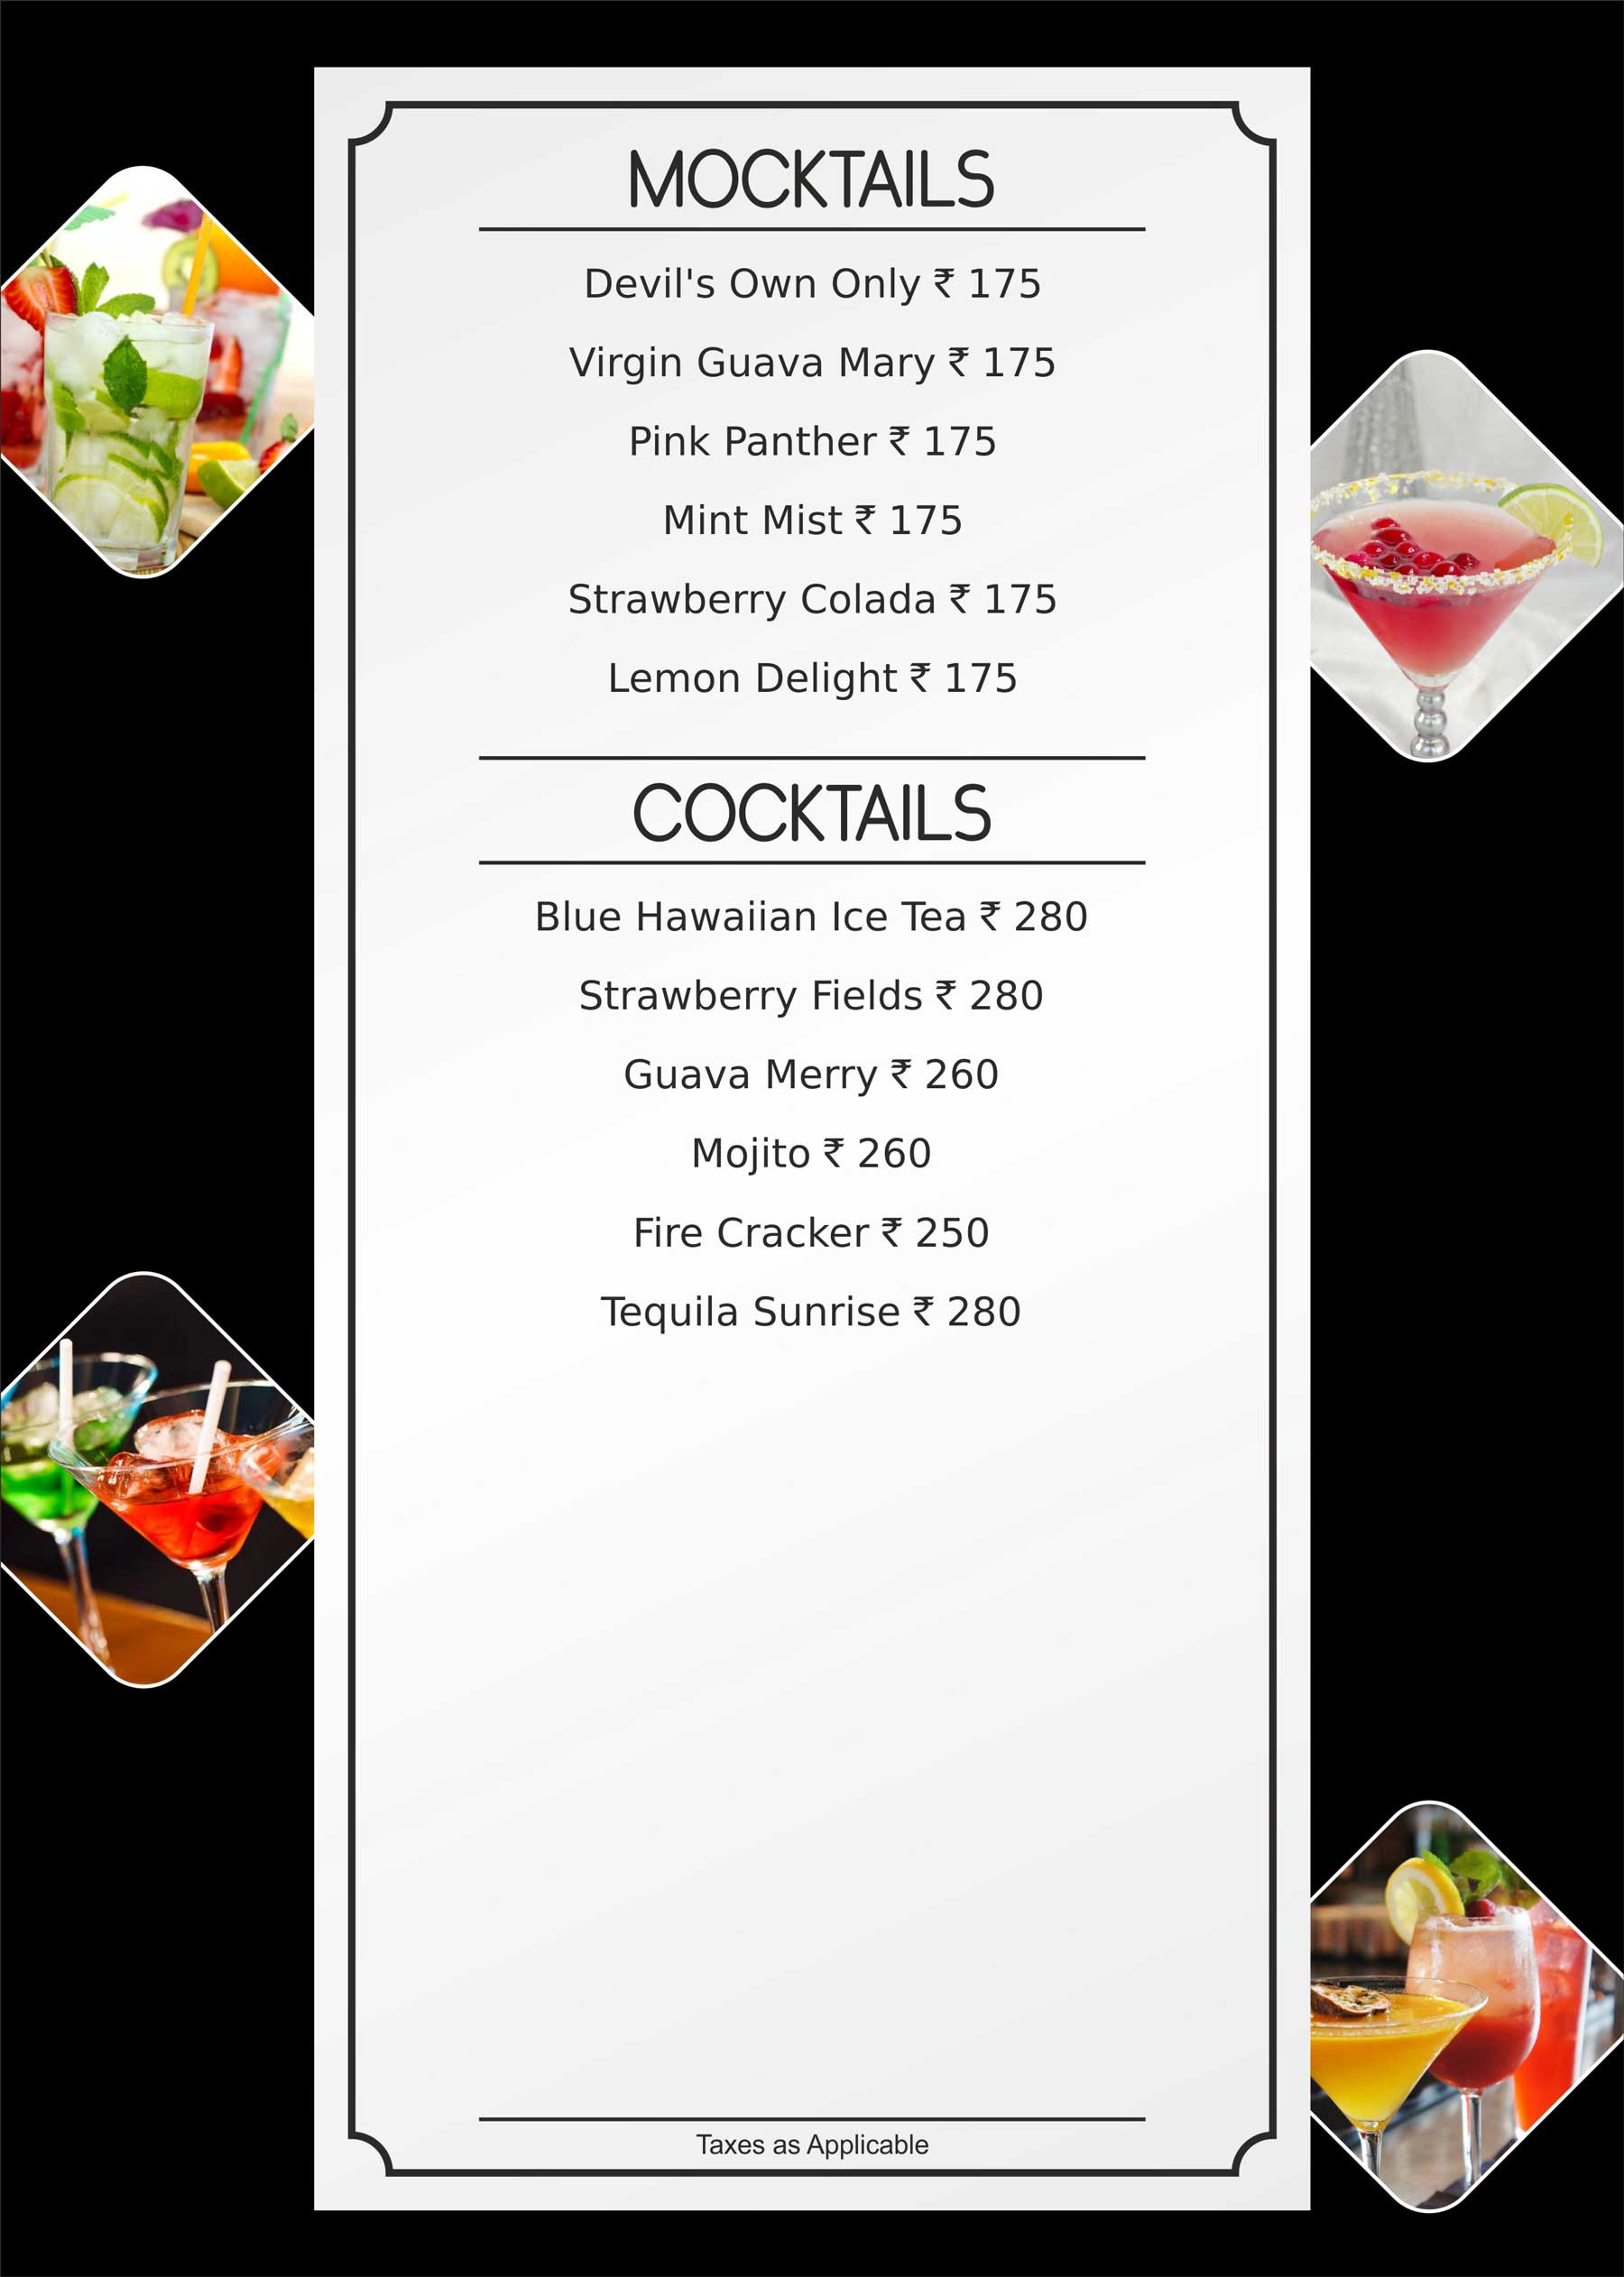 MOCKTAILS
Devil's Own Only ₹ 175
Virgin Guava Mary ₹ 175
Pink Panther ₹ 175
Mint Mist ₹ 175
Strawberry Colada ₹ 175
Lemon Delight ₹ 175
COCKTAILS
Blue Hawaiian Ice Tea ₹ 280
Strawberry Fields ₹ 280
Guava Merry ₹ 260
Mojito ₹ 260
Fire Cracker ₹ 250
Tequila Sunrise ₹ 280
Taxes as Applicable